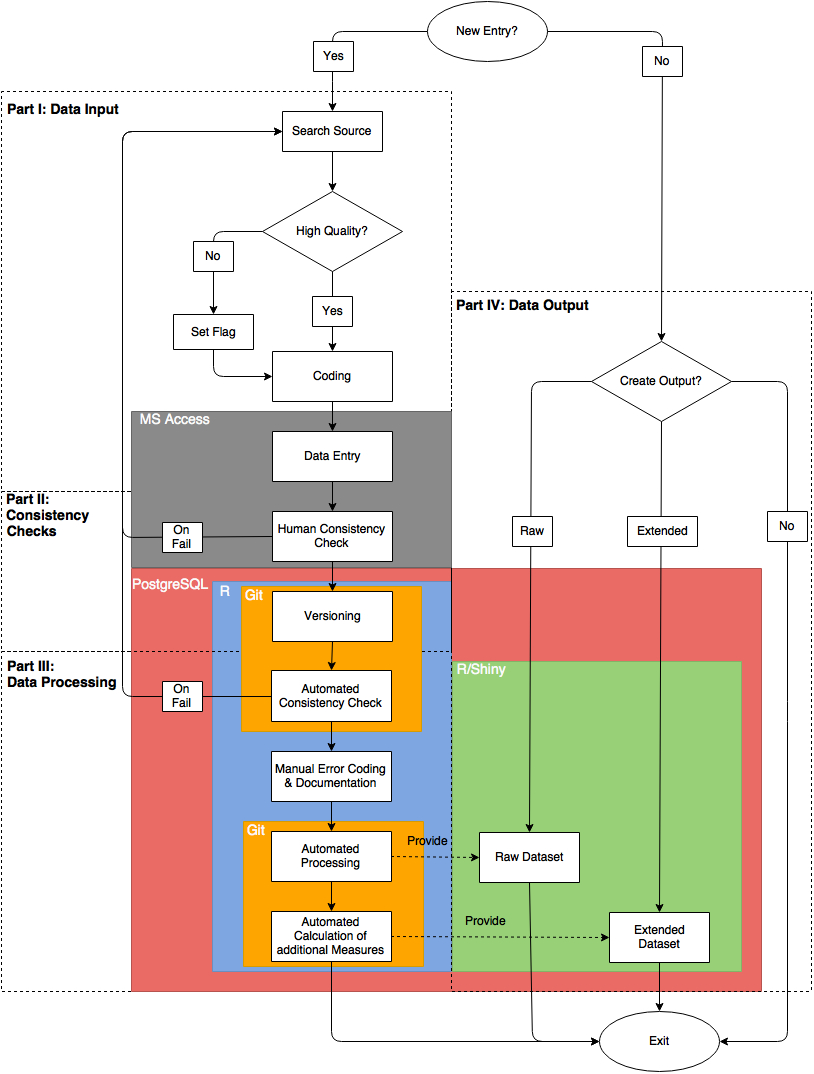 New Entry?
Yes
No
Part I: Data Input
Search Source
High Quality?
No
Yes
Set Flag
Coding
Part IV: Data Output
Create Output?
MS Access
Data Entry
Part II:
Consistency
Checks
On
Fail
Human Consistency
Check
Raw
Extended
No
PostgreSQL
R
Git
Versioning
Part III:
Data Processing
R/Shiny
On
Fail
Automated
Consistency Check
Manual Error Coding
& Documentation
Git
Automated
Processing
Provide
Raw Dataset
Automated
Calculation of
additional Measures
Provide
Extended
Dataset
Exit